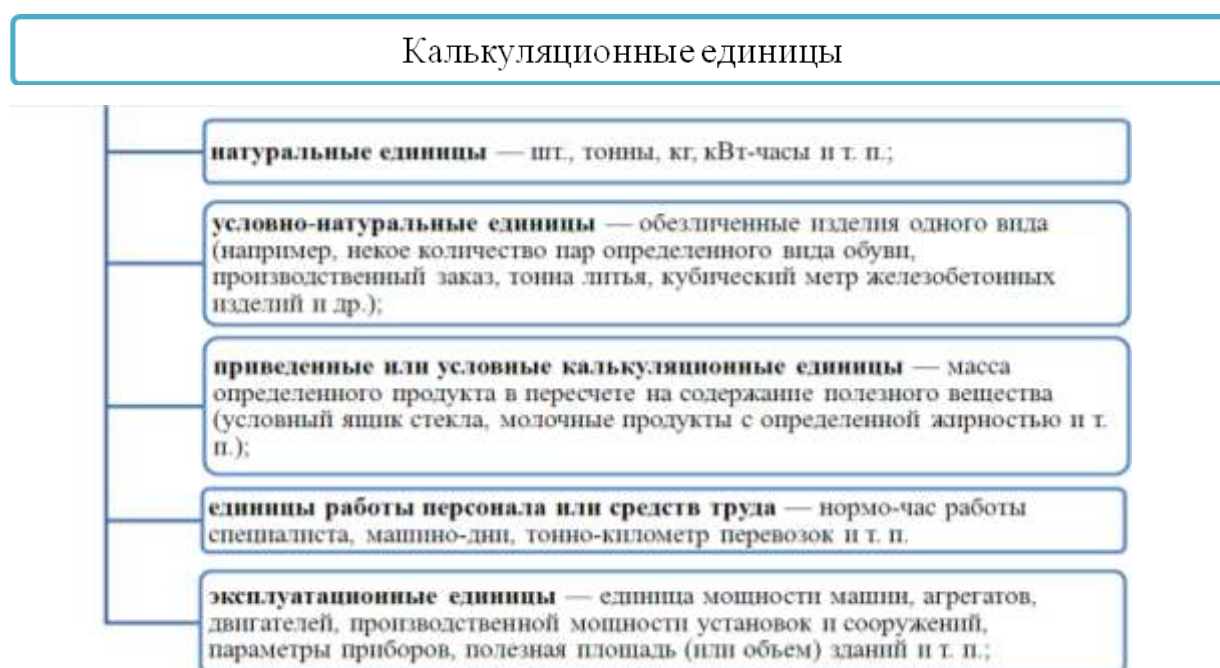 Калькуляционные единицы
натуральные единицы — шт., тонны, кг, кВт-часы и т. п.;
условно-натуральные единицы — обезличенные изделия одного вида
(например, некое количество пар определенного вида обуви,
производственный заказ, тонна литья, кубический метр железобетонных
изделий и др.);
приведенные или условные калькуляционные единицы — масса
определенного продукта в пересчете на содержание полезного вещества
(условный ящик стекла, молочные продукты с определенной жирностью и т.
п.);
единицы работы персонала или средств труда — нормо-час работы
специалиста, машино-дни, тонно-километр перевозок и т. п.
эксплуатационные единицы — единица мощности машин, агрегатов,
двигателей, производственной мощности установок и сооружений,
параметры приборов, полезная площадь (или объем) зданий и т. п.;